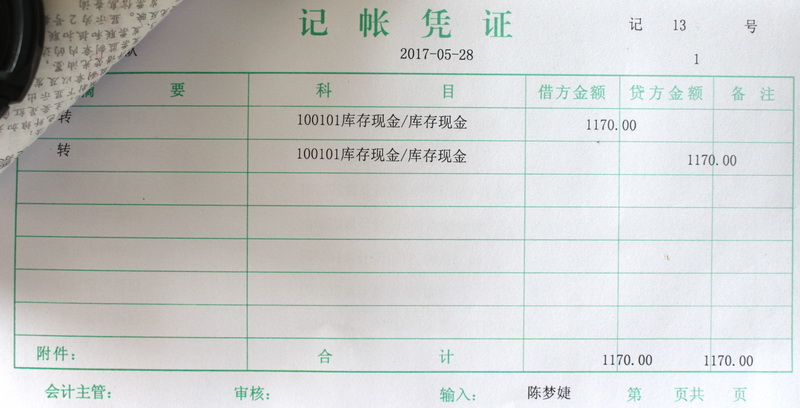 记帐凭证
记 13 号
2017-05-28
1
要 科目 借方金额 贷方金额 备注
转 100101库存现金/库存现金 1170.00
转 100101库存现金/库存现金 1170.00
附件: 合计 1170.00 1170.00
会计主管: 审核: 输入: 陈梦婕 第 页共 页